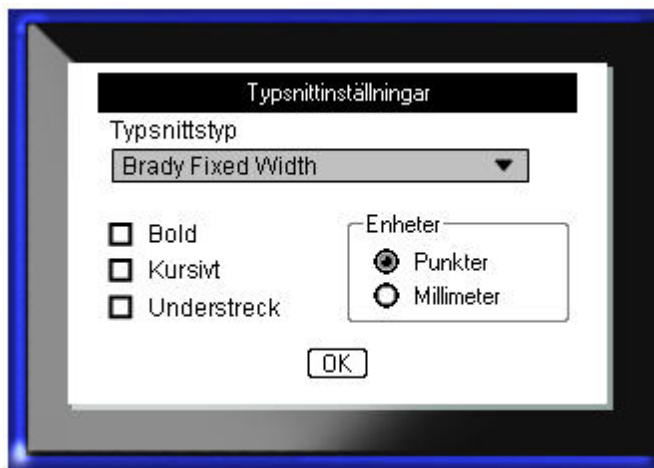 Typsnittinställningar
Typsnittstyp
Brady Fixed Width
Bold
Kursivt
Understreck
Enheter
Punkter
Millimeter
OK